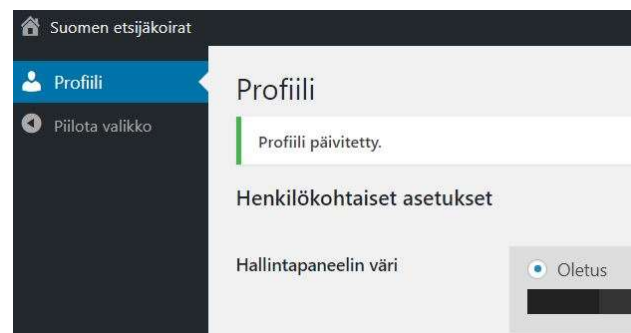 Suomen etsijäkoirat
Profiili
Piilota valikko
Profiili
Profiili päivitetty.
Henkilökohtaiset asetukset
Hallintapaneelin väri
Oletus